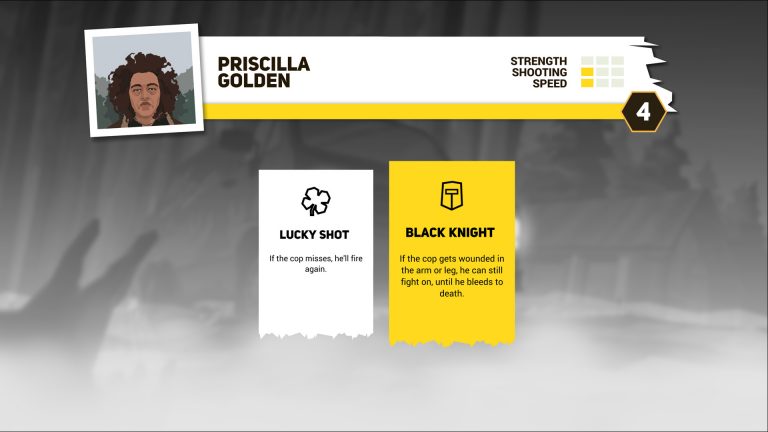 PRISCILLA
GOLDEN
STRENGTH
SHOOTING
SPEED
4
LUCKY SHOT
If the cop misses, he'll fire
again.
BLACK KNIGHT
If the cop gets wounded in
the arm or leg, he can still
fight on, until he bleeds to
death.